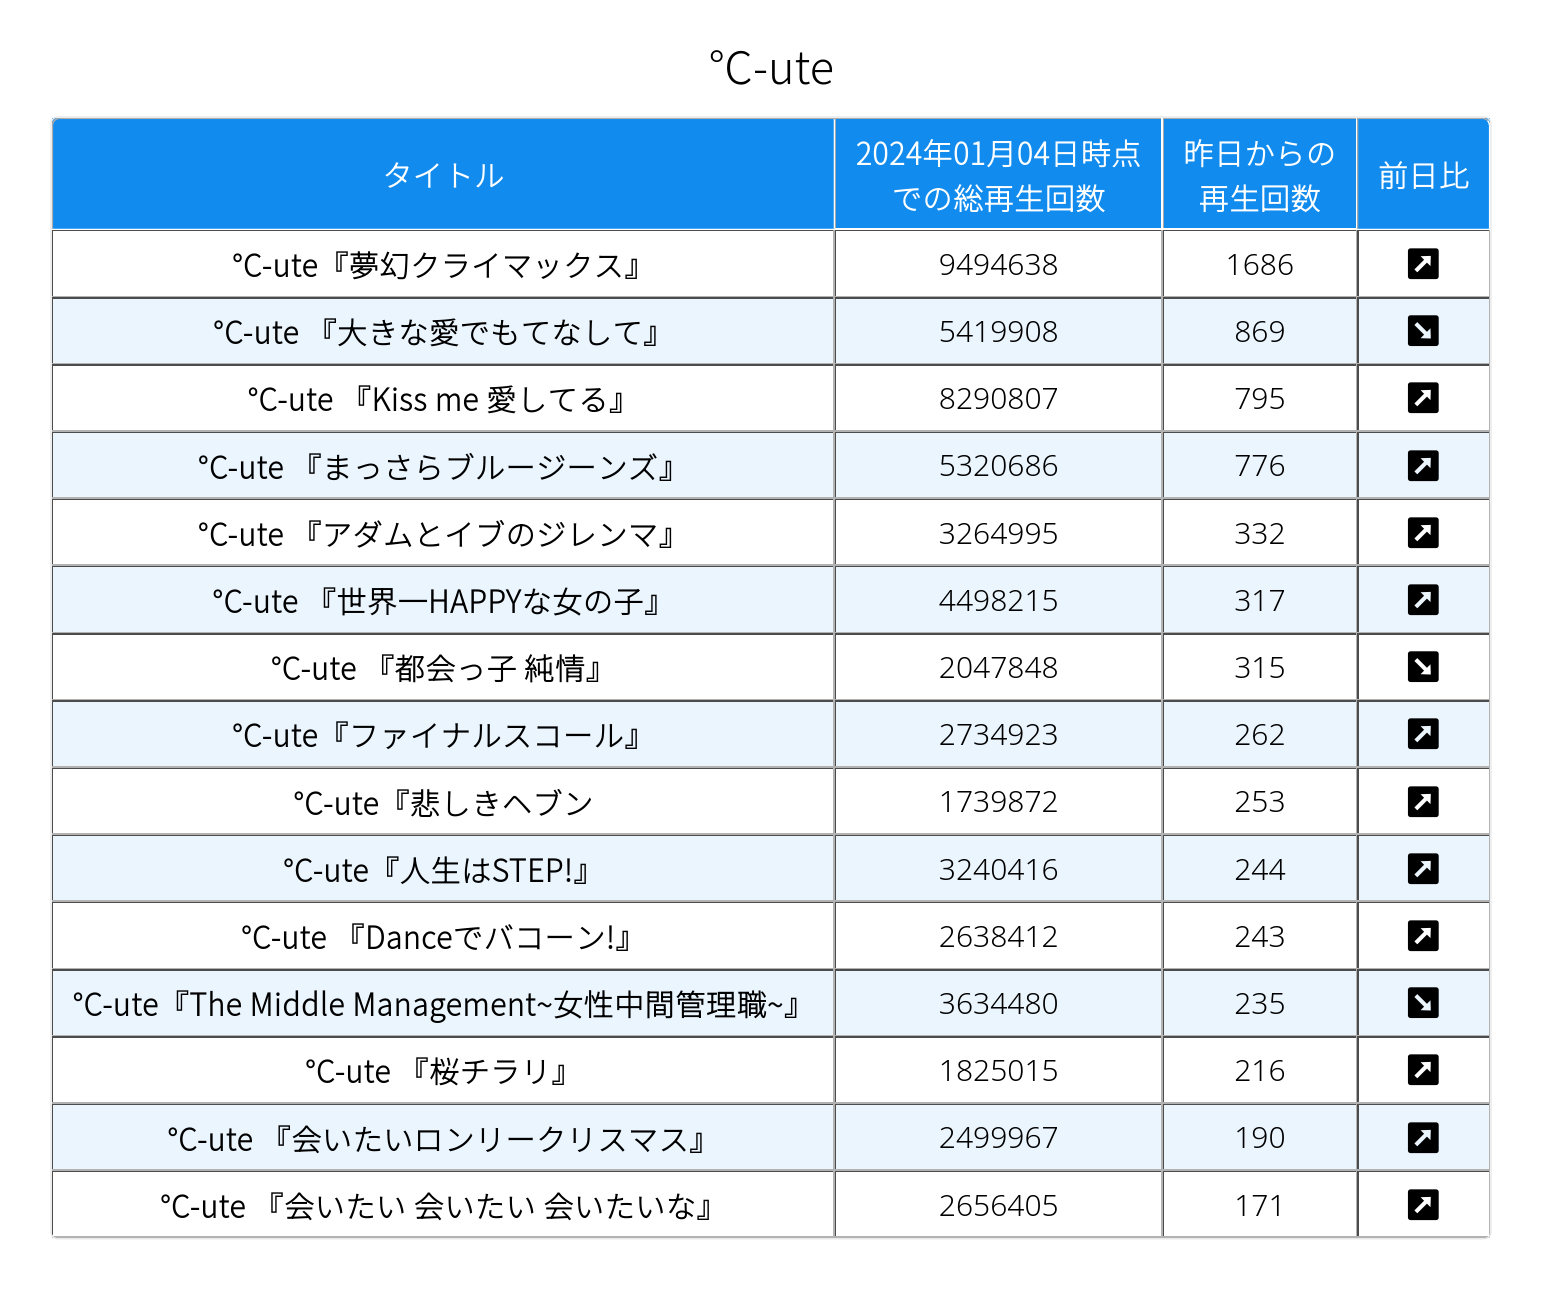 ℃-ute
タイトル
2024年01月04日時点
での総再生回数
昨日からの
再生回数
前日比
℃-ute『夢幻クライマックス』 9494638 1686
℃-ute 『大きな愛でもてなして』 5419908 869
℃-ute 『Kiss me 愛してる』 8290807 795
℃-ute 『まっさらブルージーンズ』 5320686 776
℃-ute 『アダムとイブのジレンマ』 3264995 332
℃-ute 『世界一HAPPYな女の子』 4498215 317
℃-ute 『都会っ子 純情』 2047848 315
℃-ute『ファイナルスコール』 2734923 262
℃-ute『悲しきヘブン 1739872 253
℃-ute『人生はSTEP!』 3240416 244
℃-ute 『Danceでバコーン!』 2638412 243
℃-ute『The Middle Management~女性中間管理職~』 3634480 235
℃-ute 『桜チラリ』 1825015 216
℃-ute 『会いたいロンリークリスマス』 2499967 190
℃-ute 『会いたい 会いたい 会いたいな』 2656405 171